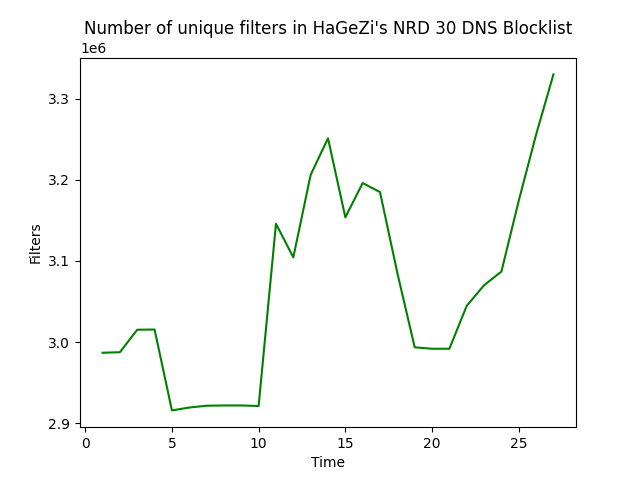 Number of unique filters in HaGeZi's NRD 30 DNS Blocklist
1e6
3.3
3.2
3.1
3.0
2.9
Filters
0 5 10 15 20 25
Time